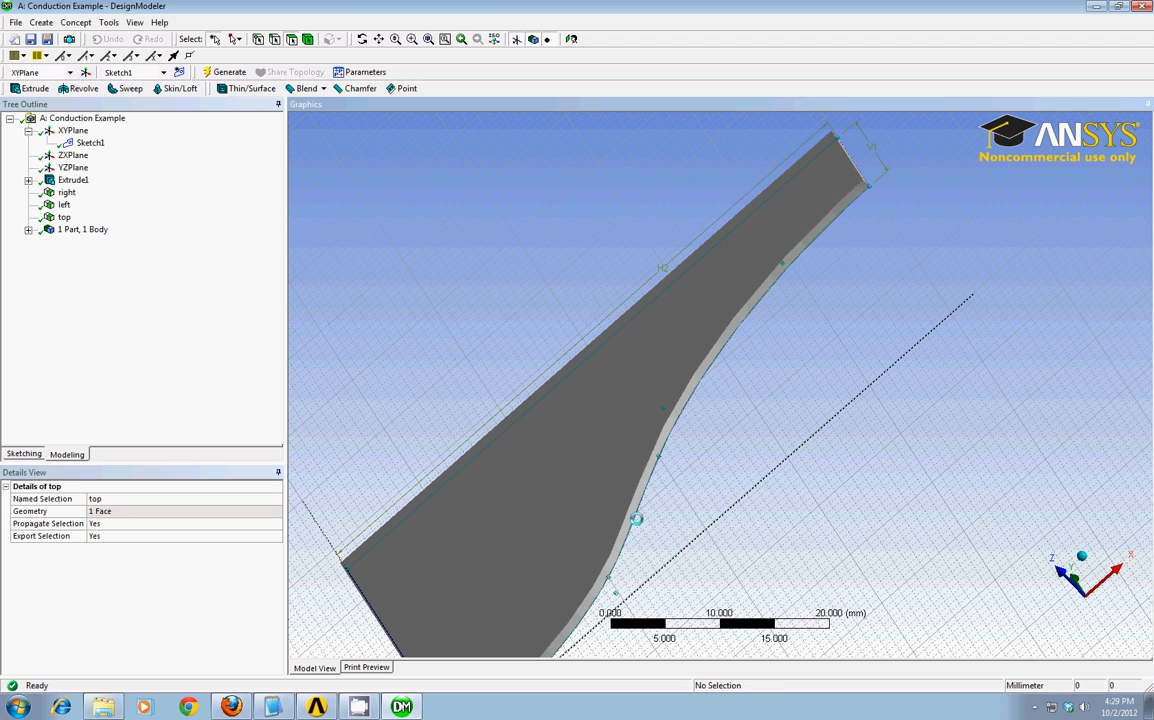 A: Conduction Example - DesignModeler
File Create Concept Tools View Help
Undo Redo Select:
XYPlane Sketch1 Generate Share Topology Parameters
Extrude Revolve Sweep Skin/Loft Thin/Surface Blend Chamfer Point
Tree Outline
A: Conduction Example
XYPlane
Sketch1
ZXPlane
YZPlane
Extrude1
right
left
top
1 Part, 1 Body
Sketching Modeling
Details View
Details of top
Named Selection top
Geometry 1 Face
Propagate Selection Yes
Export Selection Yes
Graphics
ANSYS
Noncommercial use only
V1
H2
Z Y X
0.000 10.000 20.000 (mm)
5.000 15.000
Model View Print Preview
Ready No Selection Millimeter 0 0
DM
4:29 PM
10/2/2012